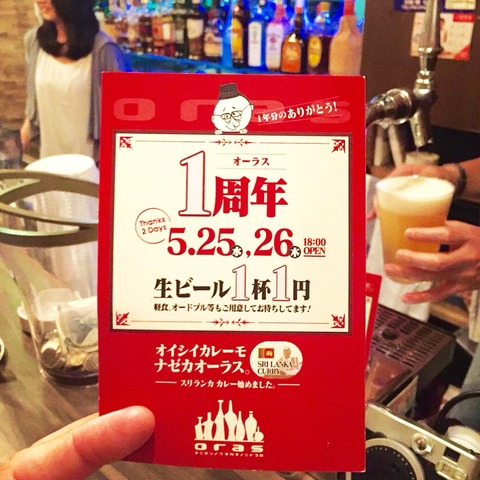 oras
1年分のありがとう!
オーラス
1周年
Thanks
2 Days
5.25水,26木 18:00
OPEN
生ビール1杯1円
軽食、オードブル等もご用意してお待ちしてます!
オイシイカレーモ
ナゼカオーラス。
SRI LANKA
CURRY
スリランカ カレー始めました。
oras